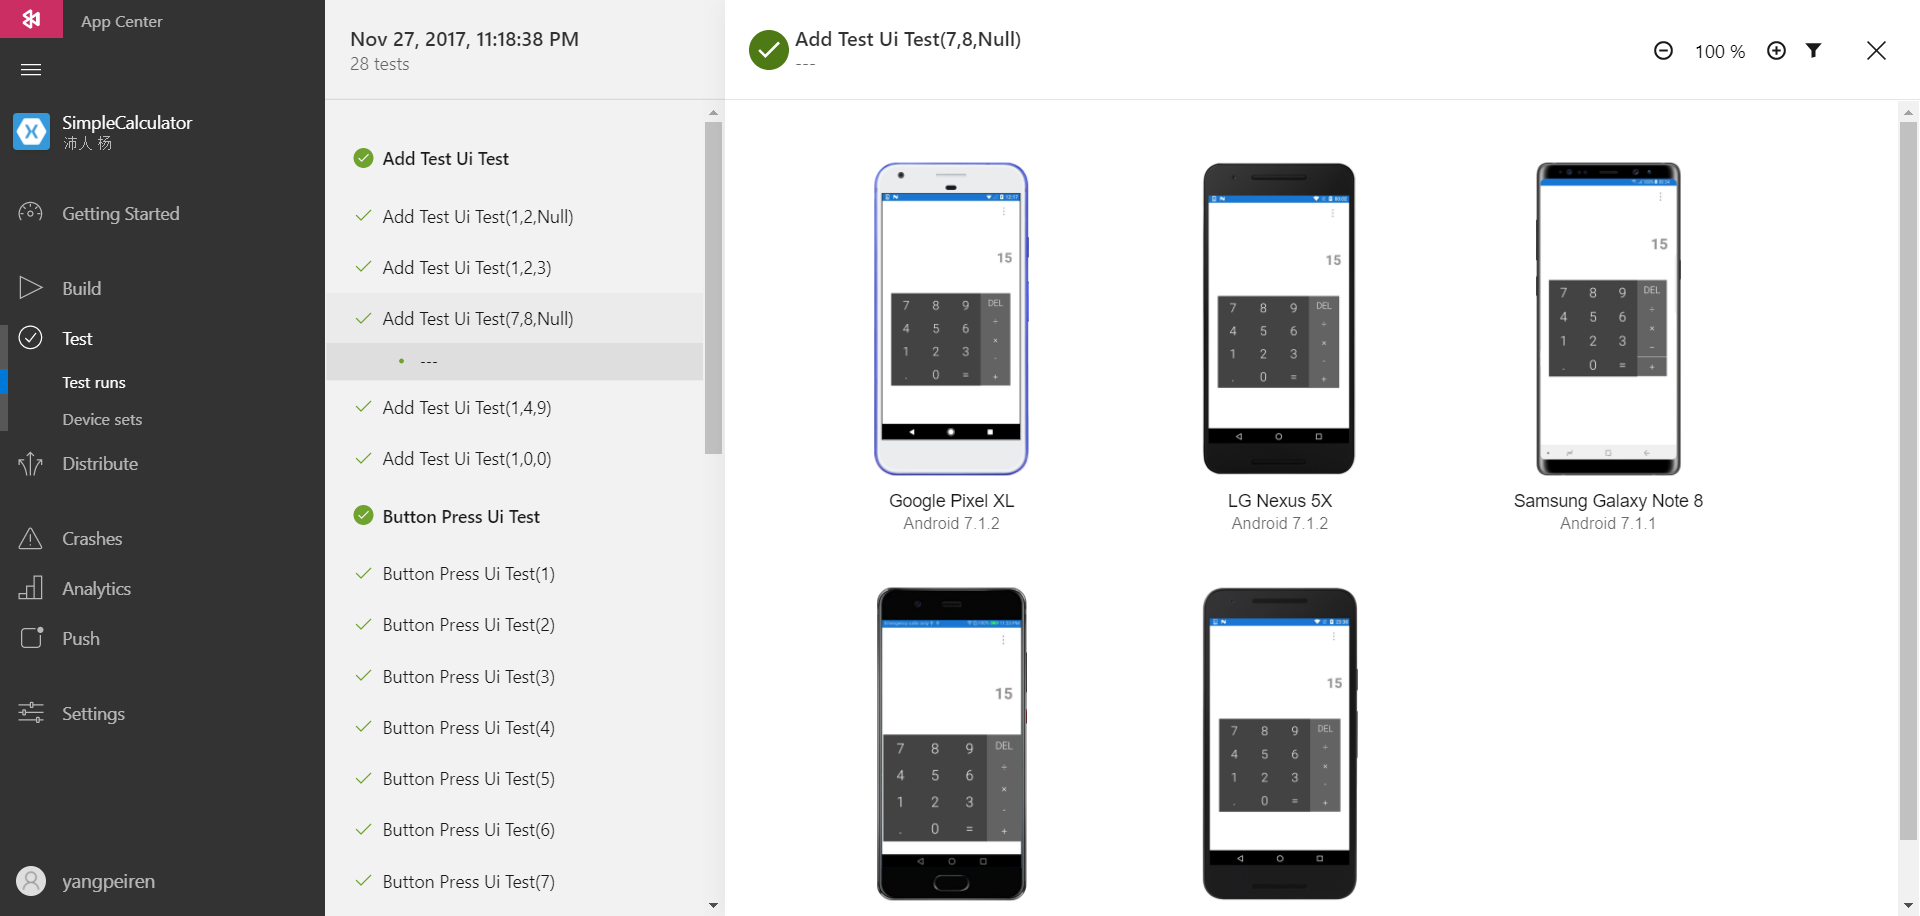 App Center
SimpleCalculator
沛人 杨
Getting Started
Build
Test
Test runs
Device sets
Distribute
Crashes
Analytics
Push
Settings
yangpeiren
Nov 27, 2017, 11:18:38 PM
28 tests
Add Test Ui Test
Add Test Ui Test(1,2,Null)
Add Test Ui Test(1,2,3)
Add Test Ui Test(7,8,Null)
---
Add Test Ui Test(1,4,9)
Add Test Ui Test(1,0,0)
Button Press Ui Test
Button Press Ui Test(1)
Button Press Ui Test(2)
Button Press Ui Test(3)
Button Press Ui Test(4)
Button Press Ui Test(5)
Button Press Ui Test(6)
Button Press Ui Test(7)
Add Test Ui Test(7,8,Null)
---
100 %
15
7 8 9 DEL
4 5 6 ÷
1 2 3 ×
. 0 = - +
Google Pixel XL
Android 7.1.2
15
7 8 9 DEL
4 5 6 ÷
1 2 3 ×
. 0 = - +
LG Nexus 5X
Android 7.1.2
15
7 8 9 DEL
4 5 6 ÷
1 2 3 ×
. 0 = - +
Samsung Galaxy Note 8
Android 7.1.1
15
7 8 9 DEL
4 5 6 ÷
1 2 3 ×
. 0 = - +
15
7 8 9 DEL
4 5 6 ÷
1 2 3 ×
. 0 = - +